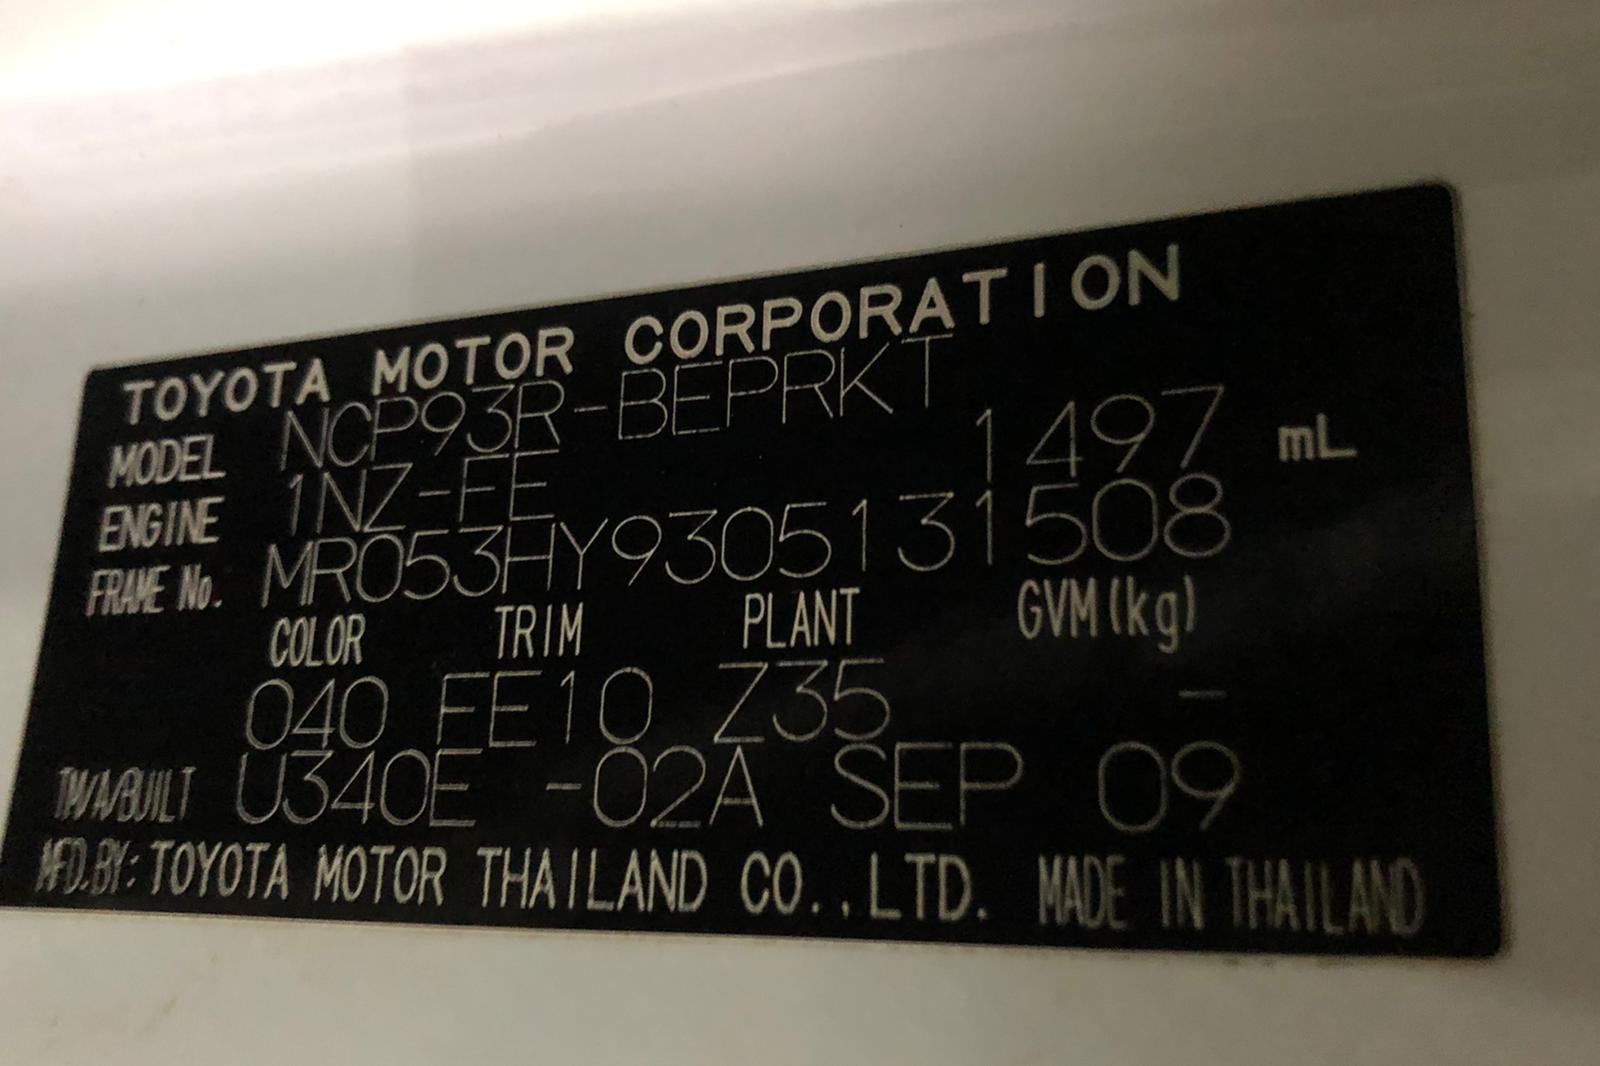 TOYOTA MOTOR CORPORATION
MODEL NCP93R-BEPRKT
ENGINE 1NZ-FE 1497 mL
FRAME No. MR053HY9305131508
COLOR TRIM PLANT GVM(kg)
040 FE10 Z35 -
TM/A/BUILT U340E -02A SEP 09
MFD.BY: TOYOTA MOTOR THAILAND CO.,LTD. MADE IN THAILAND